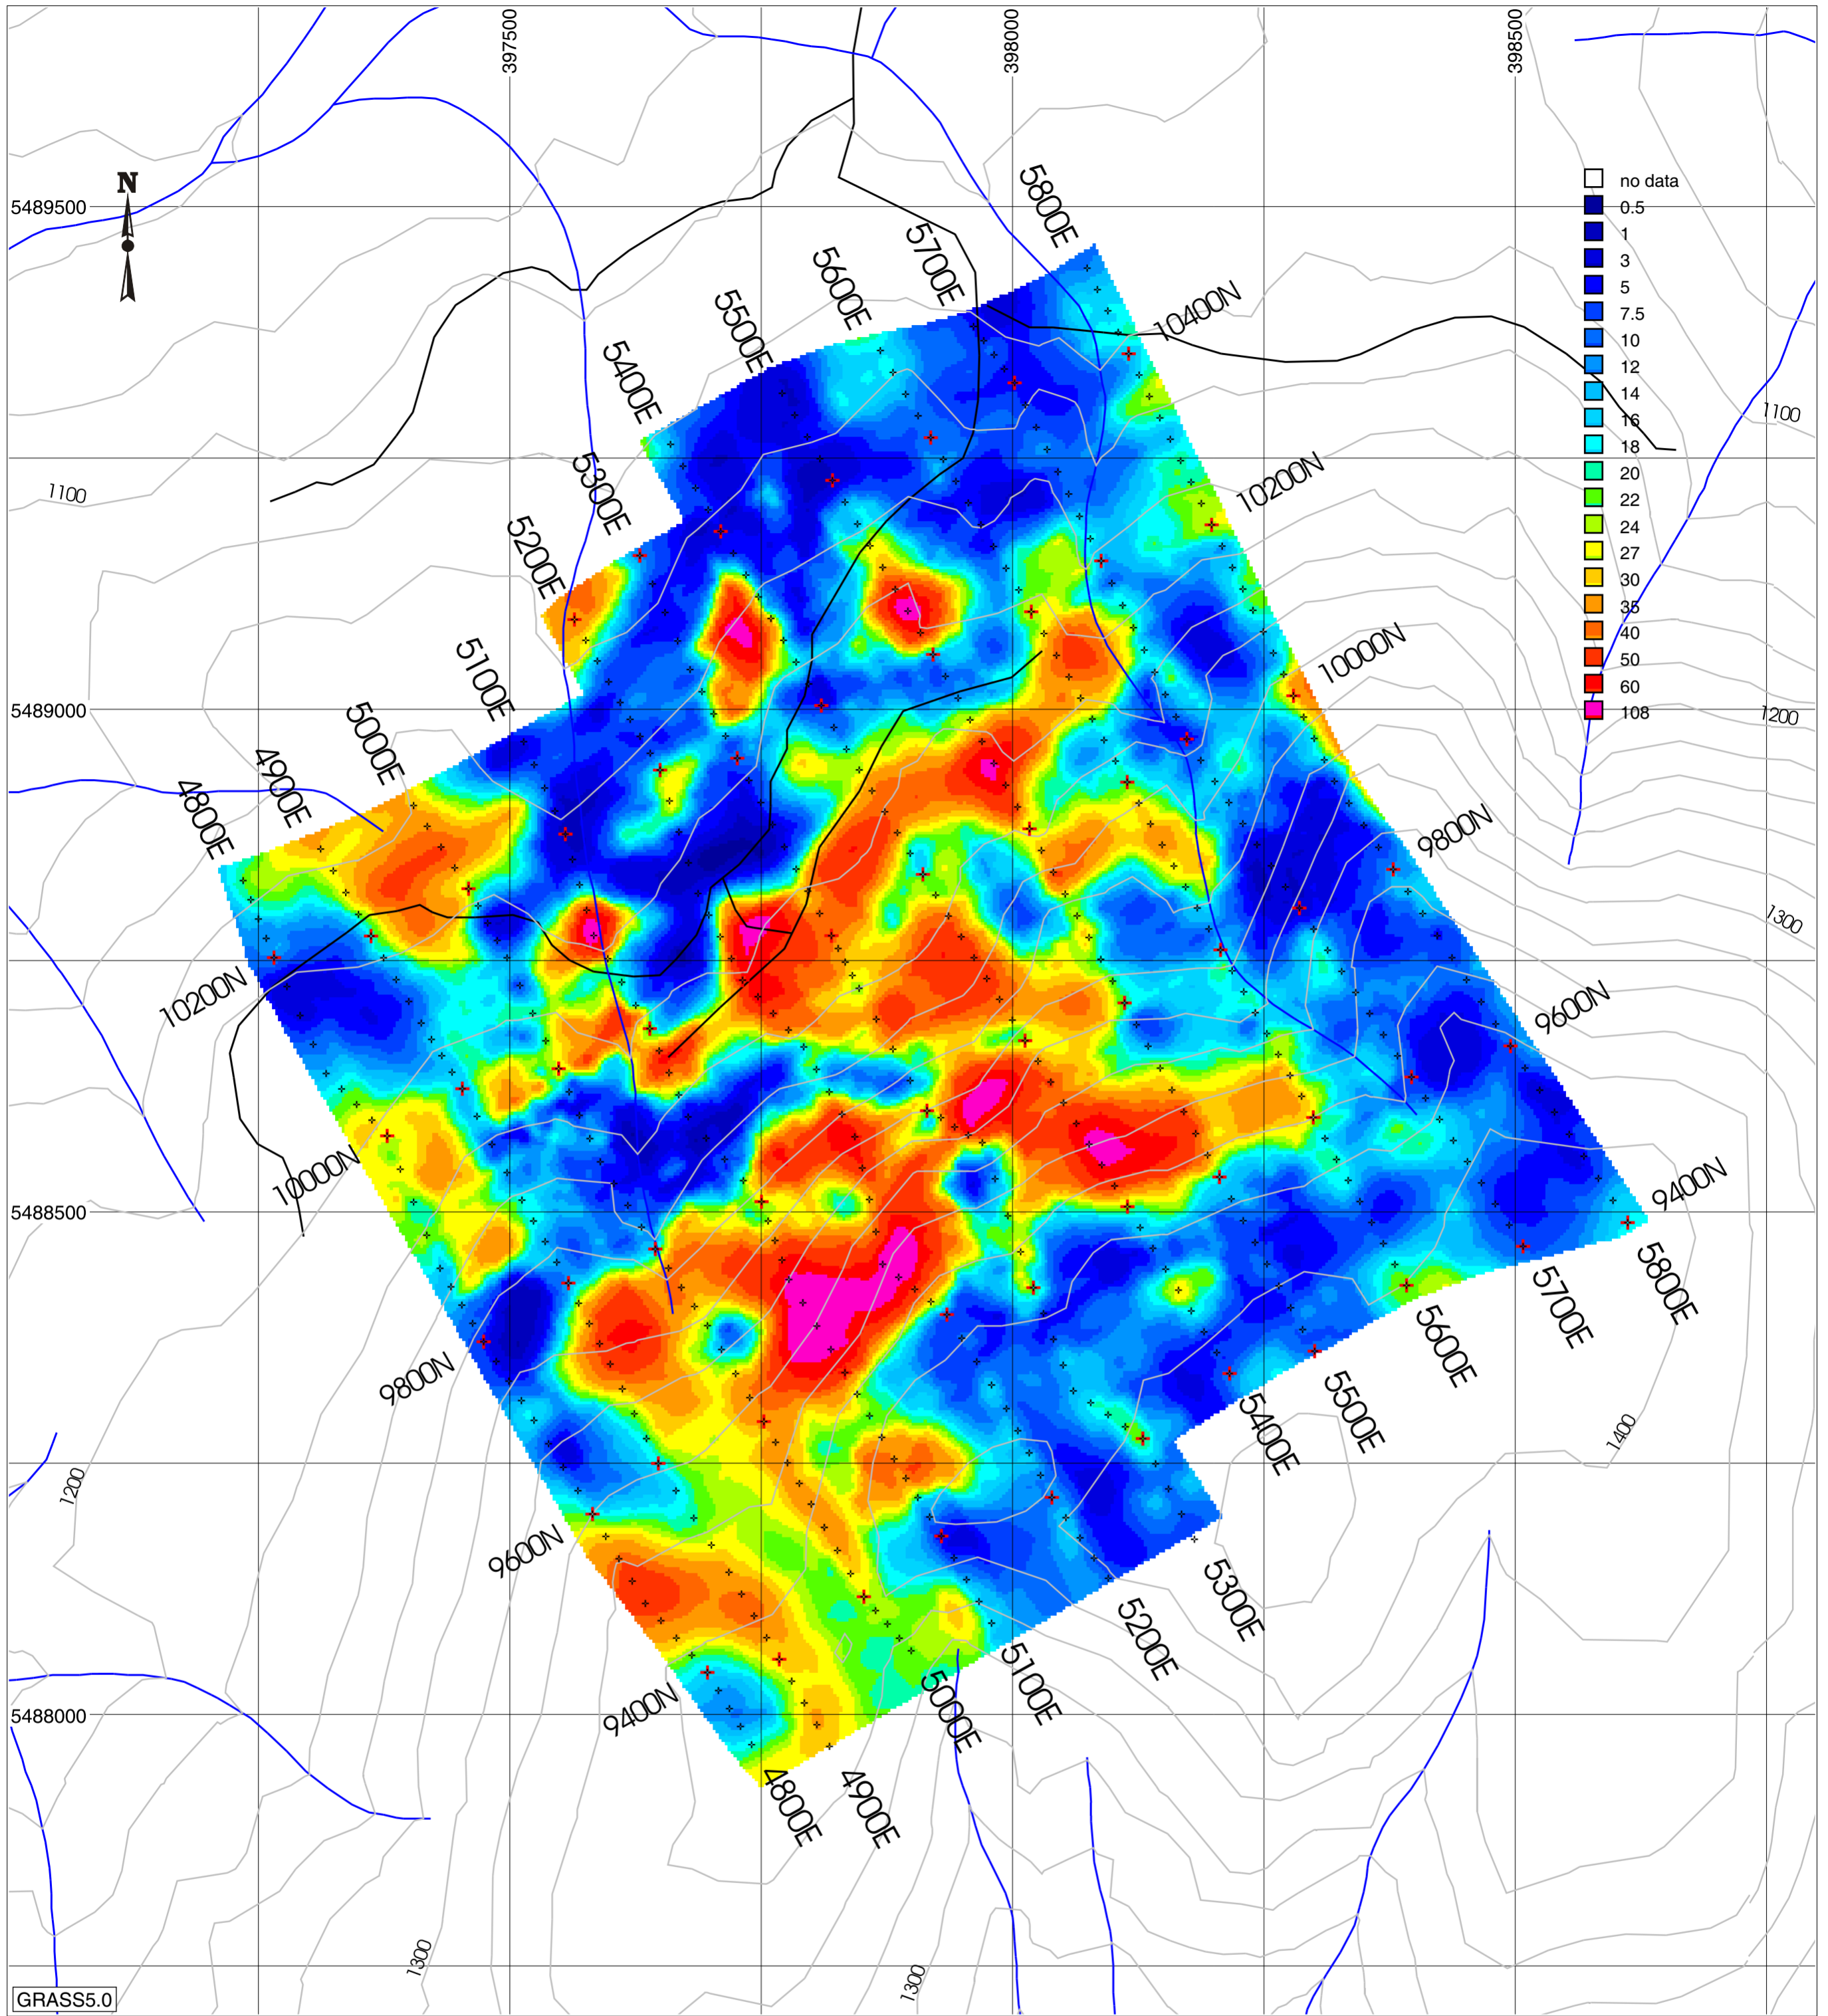 397500
398000
398500
N
5489500
5489000
5488500
5488000
no data
0.5
1
3
5
7.5
10
12
14
16
18
20
22
24
27
30
35
40
50
60
108
5800E
5700E
5600E
5500E
5400E
5300E
5200E
5100E
5000E
4900E
4800E
10400N
10200N
10000N
9800N
9600N
9400N
10200N
10000N
9800N
9600N
9400N
5800E
5700E
5600E
5500E
5400E
5300E
5200E
5100E
5000E
4900E
4800E
1100
1100
1200
1300
1400
1200
1300
1300
GRASS5.0